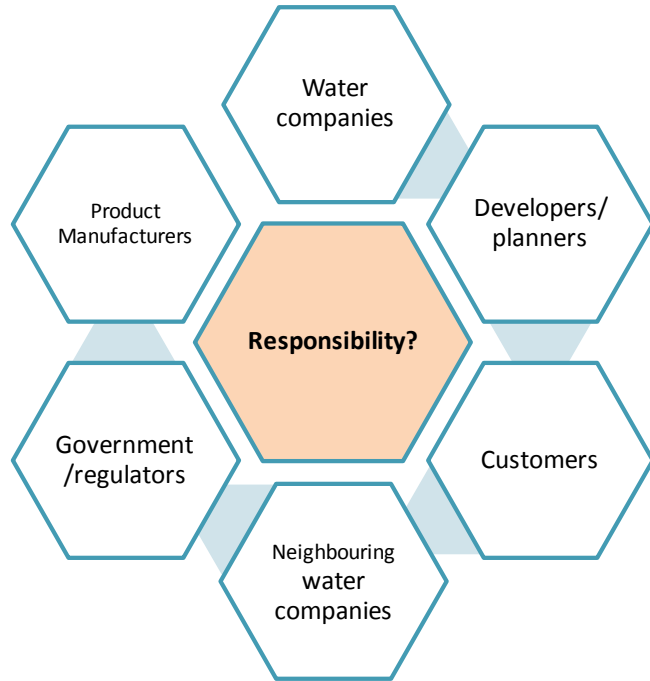 Water
companies
Developers/
planners
Customers
Neighbouring
water
companies
Government
/regulators
Product
Manufacturers
Responsibility?